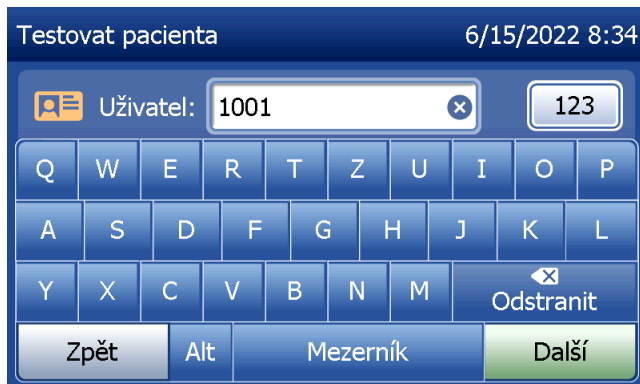 Testovat pacienta 6/15/2022 8:34
Uživatel: 1001 123
Q W E R T Z U I O P
A S D F G H J K L
Y X C V B N M Odstranit
Zpět Alt Mezerník Další